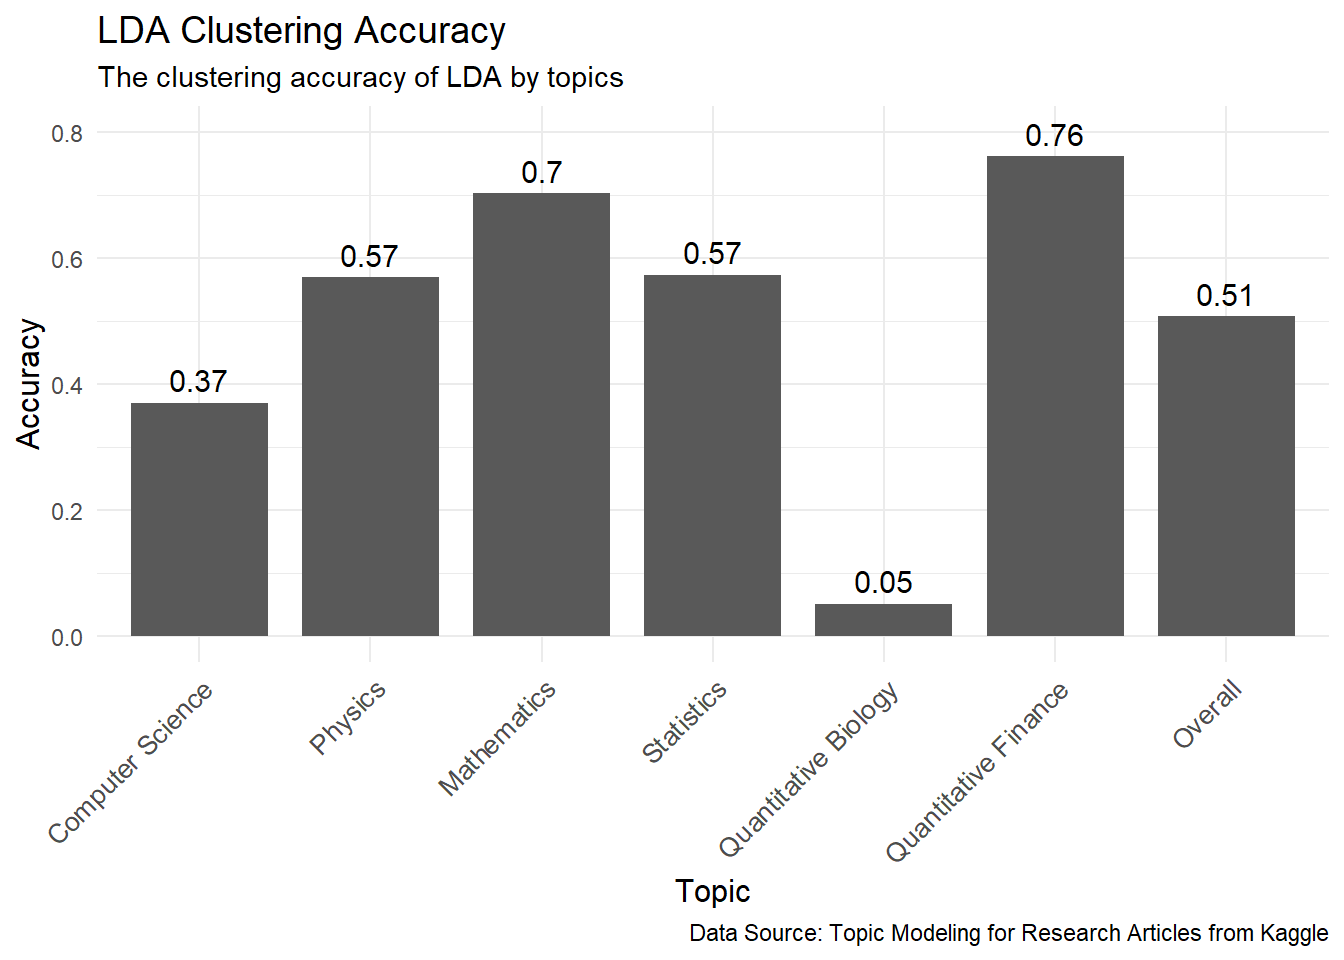 LDA Clustering Accuracy
The clustering accuracy of LDA by topics
Accuracy
0.8
0.6
0.4
0.2
0.0
0.37
0.57
0.7
0.57
0.05
0.76
0.51
Computer Science
Physics
Mathematics
Statistics
Quantitative Biology
Quantitative Finance
Overall
Topic
Data Source: Topic Modeling for Research Articles from Kaggle